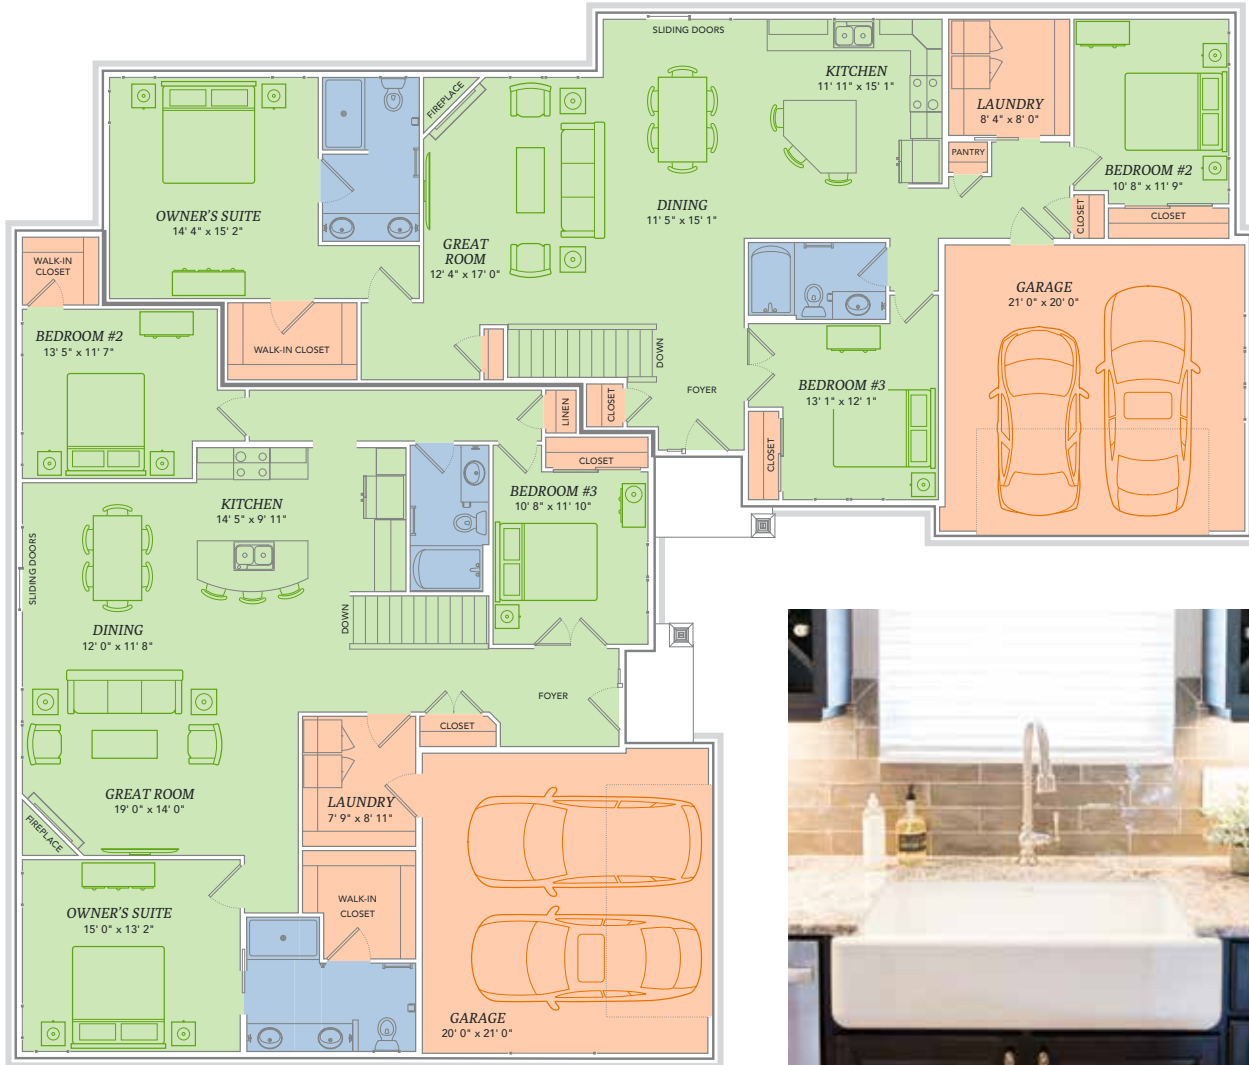 SLIDING DOORS
KITCHEN
11' 11" x 15' 1"
LAUNDRY
8' 4" x 8' 0"
PANTRY
BEDROOM #2
10' 8" x 11' 9"
CLOSET
CLOSET
FIREPLACE
DINING
11' 5" x 15' 1"
OWNER'S SUITE
14' 4" x 15' 2"
GREAT
ROOM
12' 4" x 17' 0"
GARAGE
21' 0" x 20' 0"
WALK-IN CLOSET
DOWN
FOYER
CLOSET
BEDROOM #3
13' 1" x 12' 1"
CLOSET
WALK-IN
CLOSET
BEDROOM #2
13' 5" x 11' 7"
LINEN
CLOSET
BEDROOM #3
10' 8" x 11' 10"
KITCHEN
14' 5" x 9' 11"
SLIDING DOORS
DINING
12' 0" x 11' 8"
DOWN
FOYER
CLOSET
GREAT ROOM
19' 0" x 14' 0"
FIREPLACE
LAUNDRY
7' 9" x 8' 11"
WALK-IN
CLOSET
OWNER'S SUITE
15' 0" x 13' 2"
GARAGE
20' 0" x 21' 0"